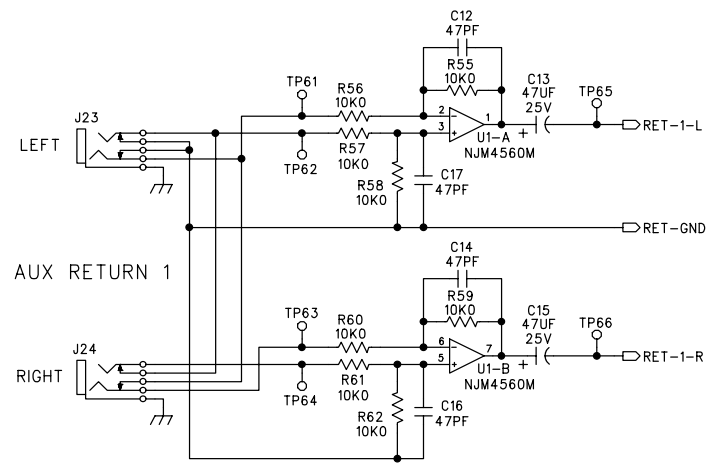 C12
47PF
R55
10K0
TP61
R56
10K0
C13
47UF
25V
TP65
J23
LEFT
2
3
1
U1-A
+
NJM4560M
RET-1-L
R57
10K0
TP62
R58
10K0
C17
47PF
RET-GND
AUX RETURN 1
C14
47PF
R59
10K0
TP63
R60
10K0
C15
47UF
25V
TP66
J24
RIGHT
6
5
7
U1-B
+
NJM4560M
RET-1-R
R61
10K0
TP64
R62
10K0
C16
47PF